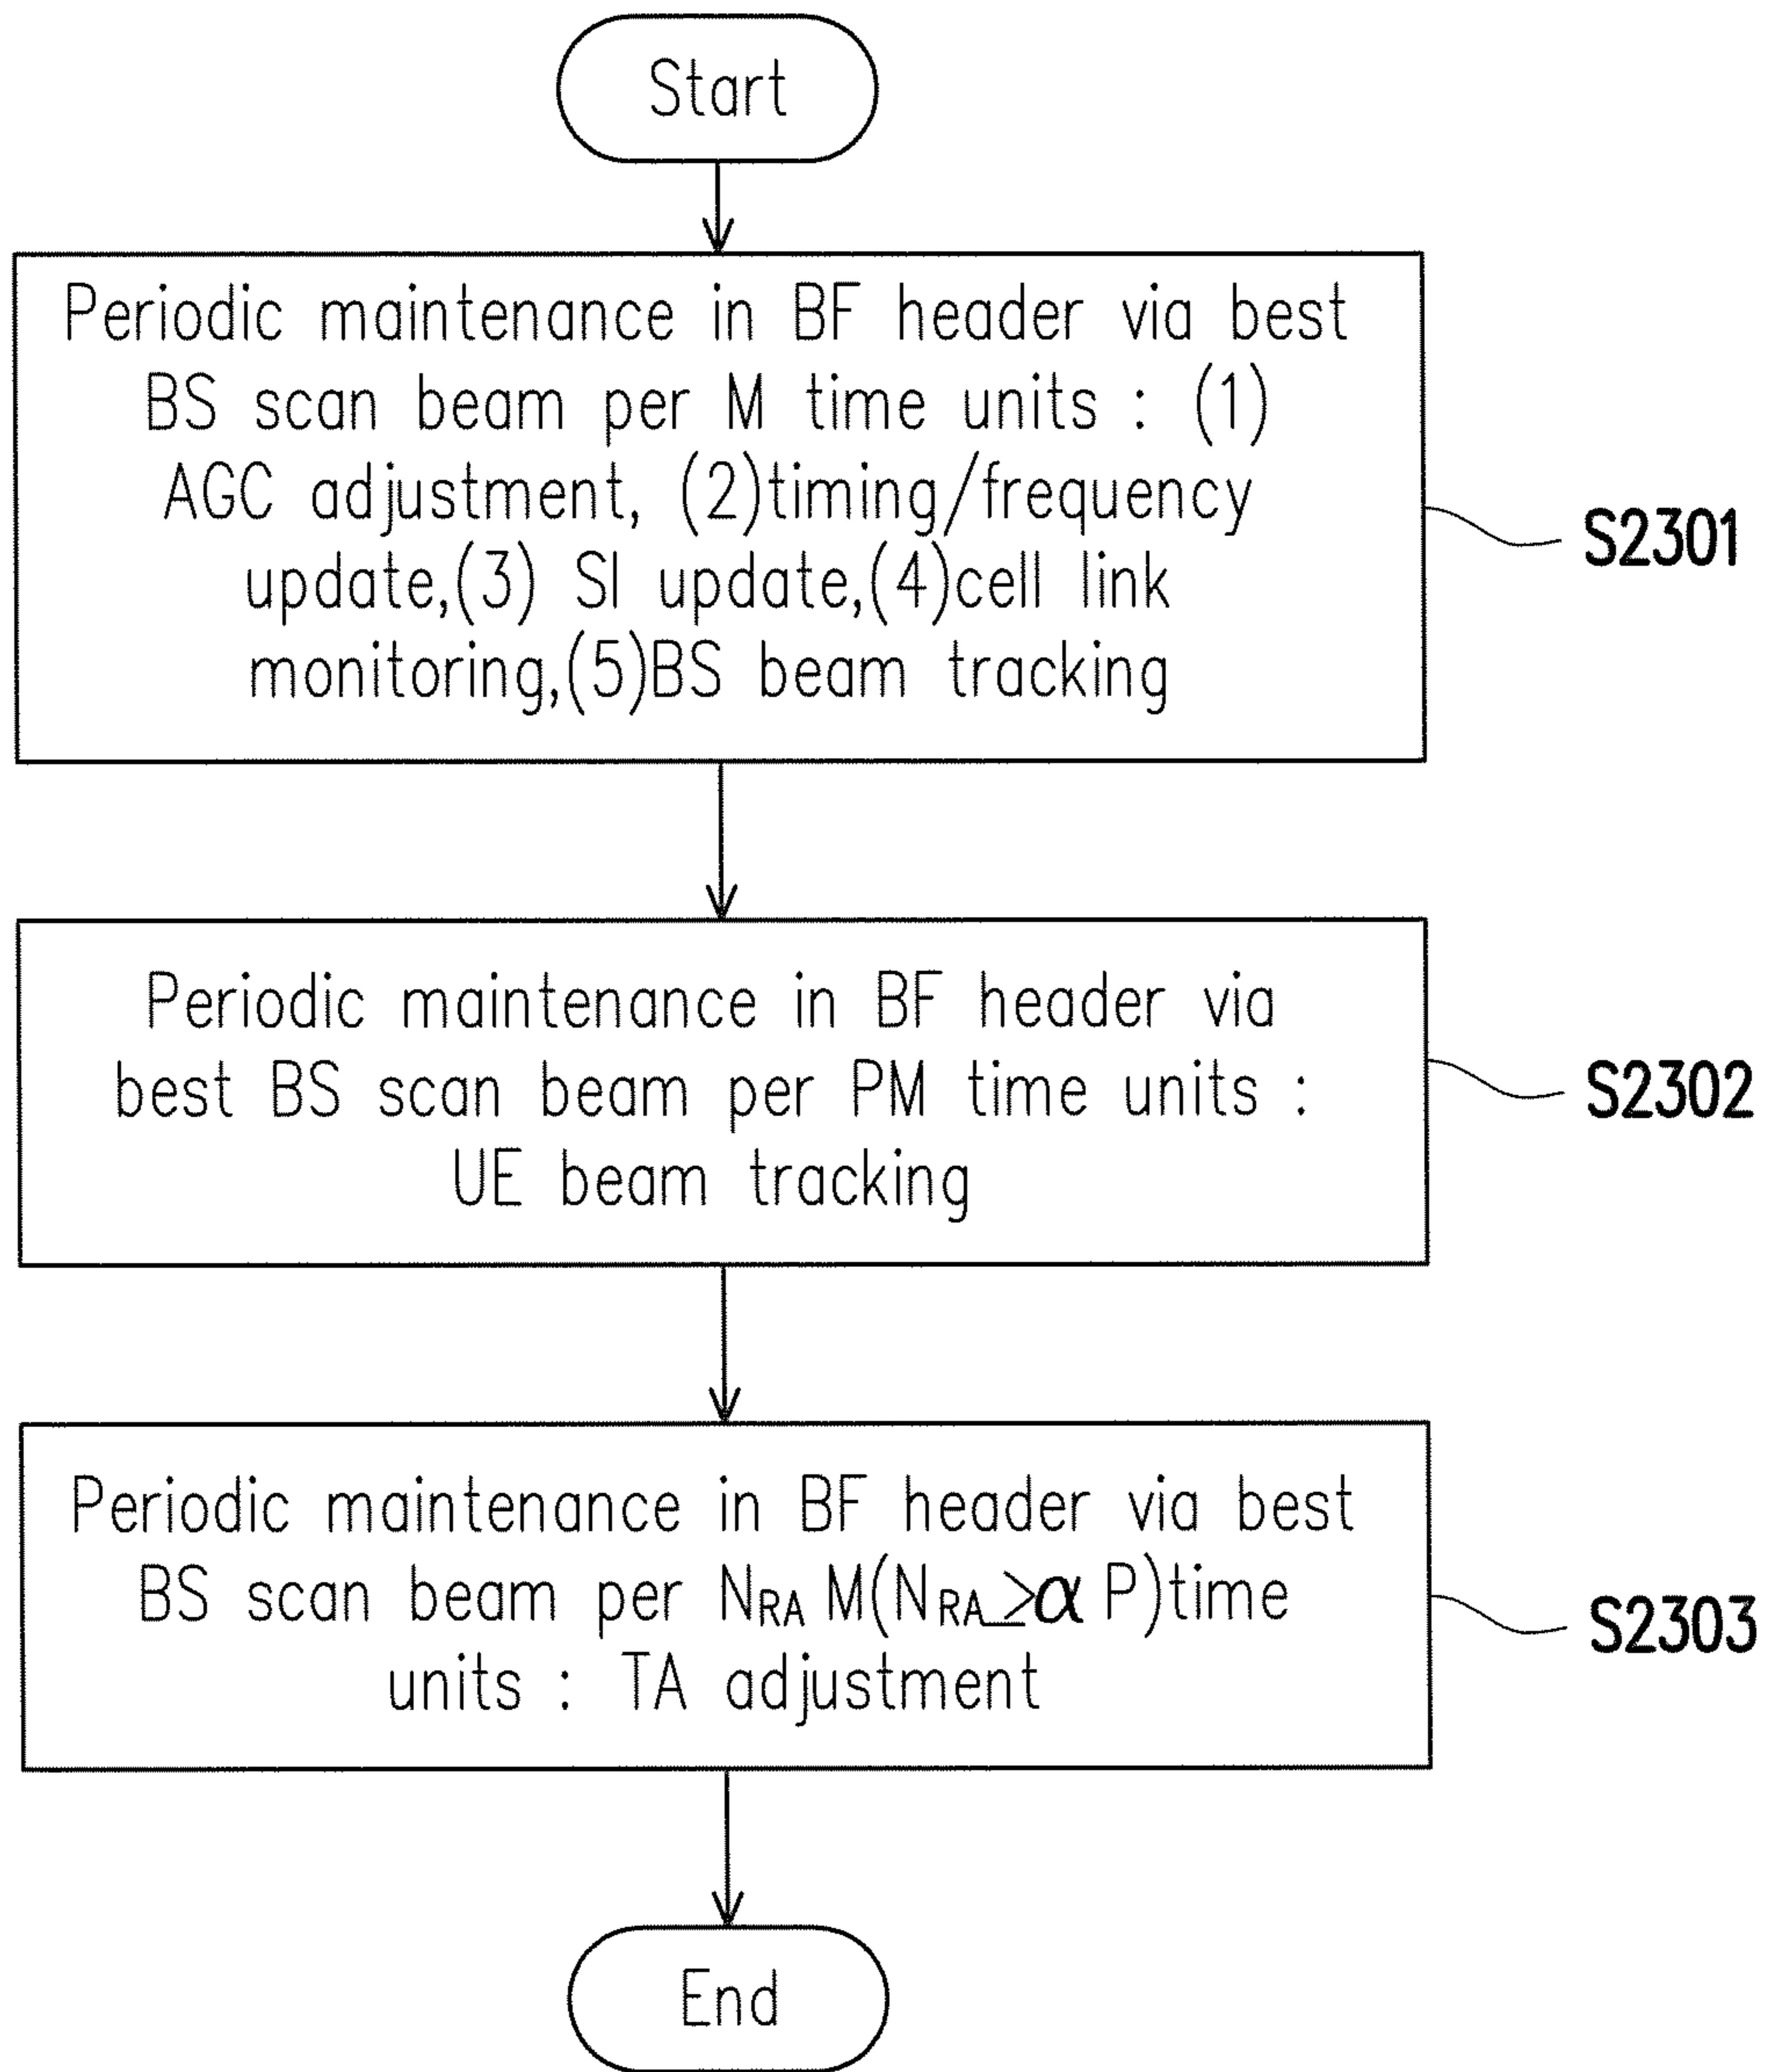 Start
Periodic maintenance in BF header via best
BS scan beam per M time units : (1)
AGC adjustment, (2)timing/frequency
update,(3) SI update,(4)cell link
monitoring,(5)BS beam tracking
S2301
Periodic maintenance in BF header via
best BS scan beam per PM time units :
UE beam tracking
S2302
Periodic maintenance in BF header via best
BS scan beam per NRA M(NRA≥α P)time
units : TA adjustment
S2303
End